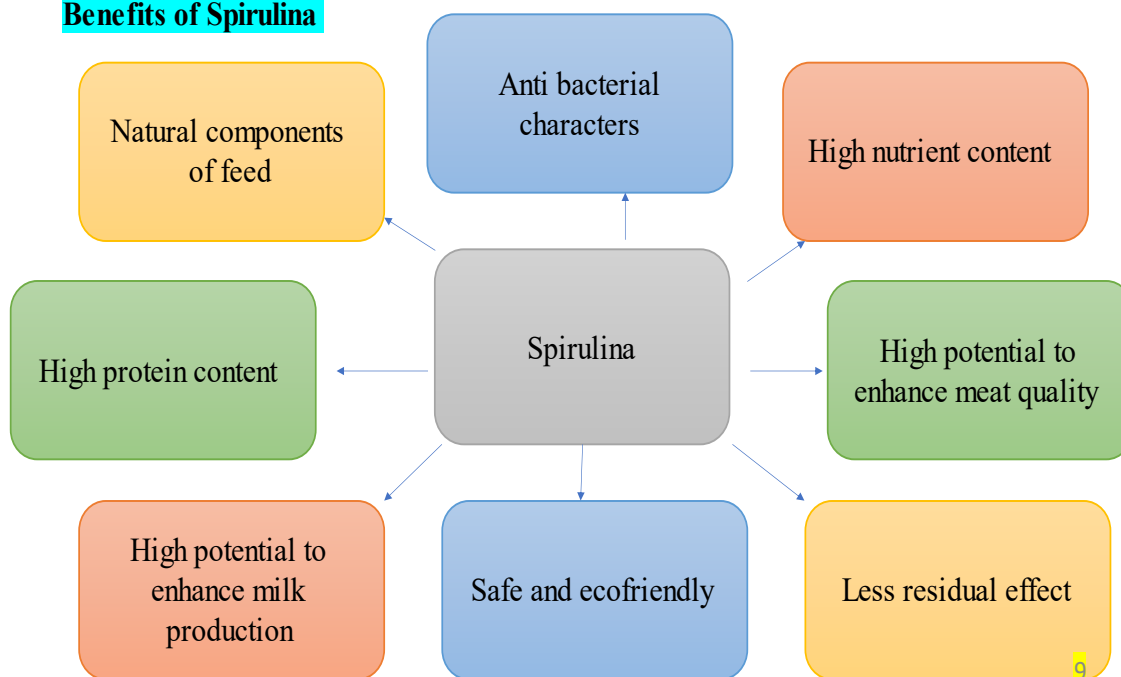 Benefits of Spirulina
Anti bacterial
characters
Natural components
of feed
High nutrient content
Spirulina
High protein content
High potential to
enhance meat quality
High potential to
enhance milk
production
Safe and ecofriendly
Less residual effect
9